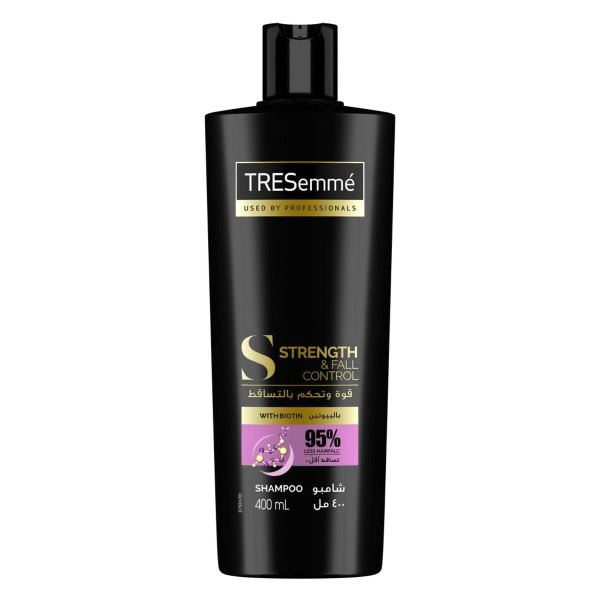 TRESemmé
USED BY PROFESSIONALS
S STRENGTH
& FALL
CONTROL
قوة وتحكم بالتساقط
WITH BIOTIN بالبيوتين
95%
LESS HAIRFALL*
تساقط أقل*
SHAMPOO شامبو
400 mL ٤٠٠ مل